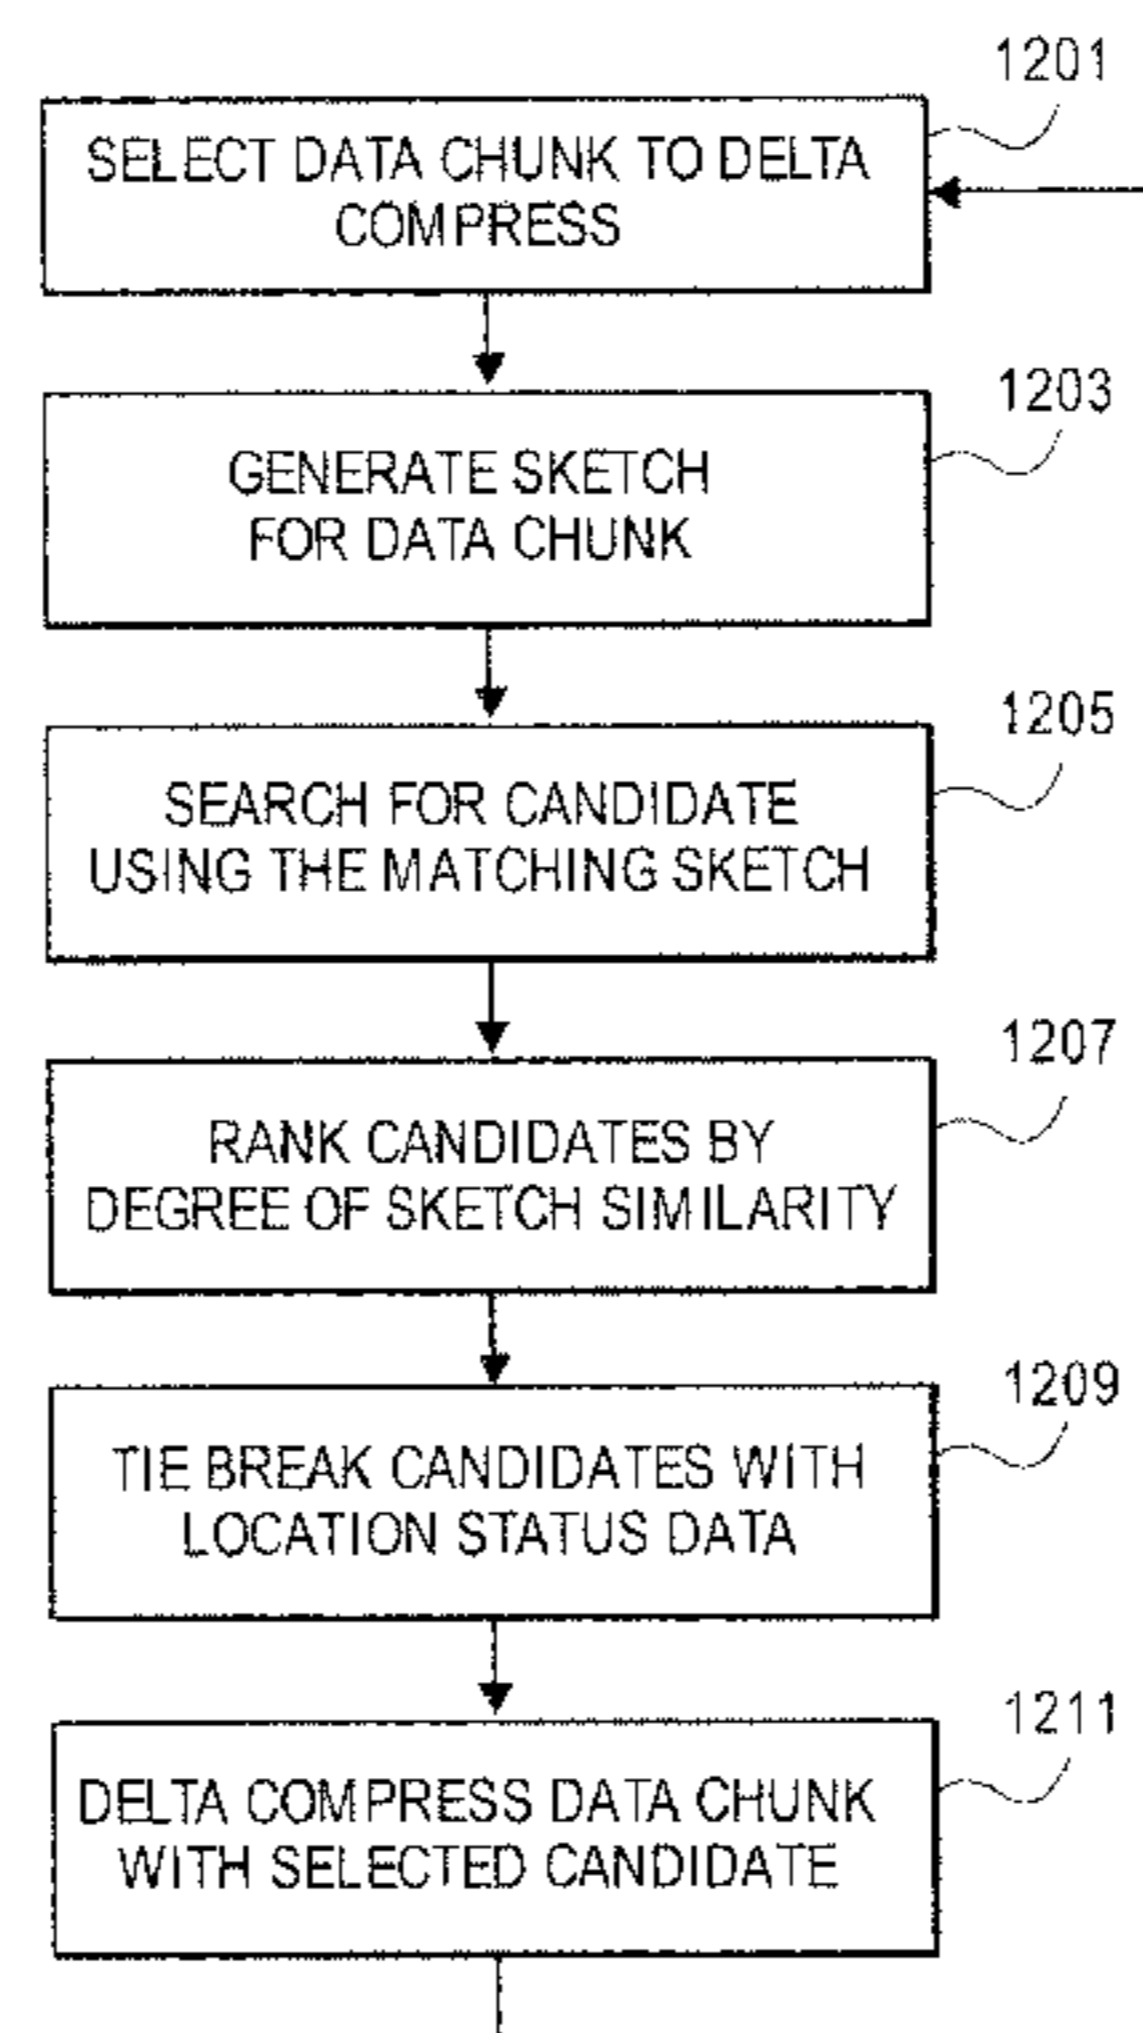 1201
SELECT DATA CHUNK TO DELTA
COMPRESS
1203
GENERATE SKETCH
FOR DATA CHUNK
1205
SEARCH FOR CANDIDATE
USING THE MATCHING SKETCH
1207
RANK CANDIDATES BY
DEGREE OF SKETCH SIMILARITY
1209
TIE BREAK CANDIDATES WITH
LOCATION STATUS DATA
1211
DELTA COMPRESS DATA CHUNK
WITH SELECTED CANDIDATE